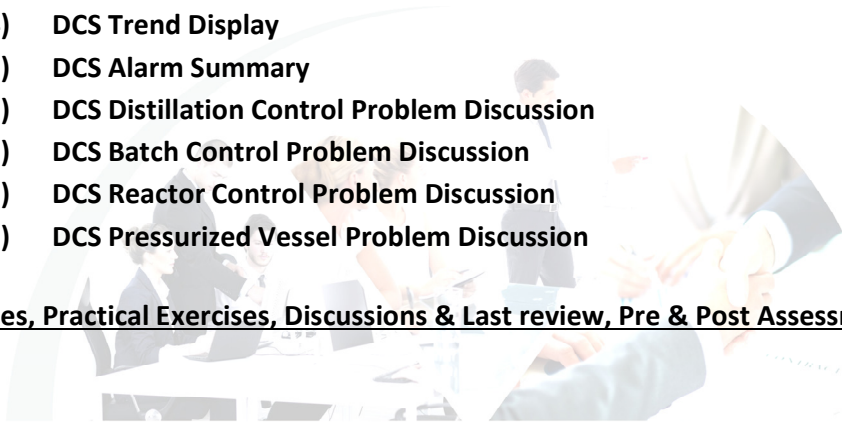 ) DCS Trend Display
) DCS Alarm Summary
) DCS Distillation Control Problem Discussion
) DCS Batch Control Problem Discussion
) DCS Reactor Control Problem Discussion
) DCS Pressurized Vessel Problem Discussion
es, Practical Exercises, Discussions & Last review, Pre & Post Assess